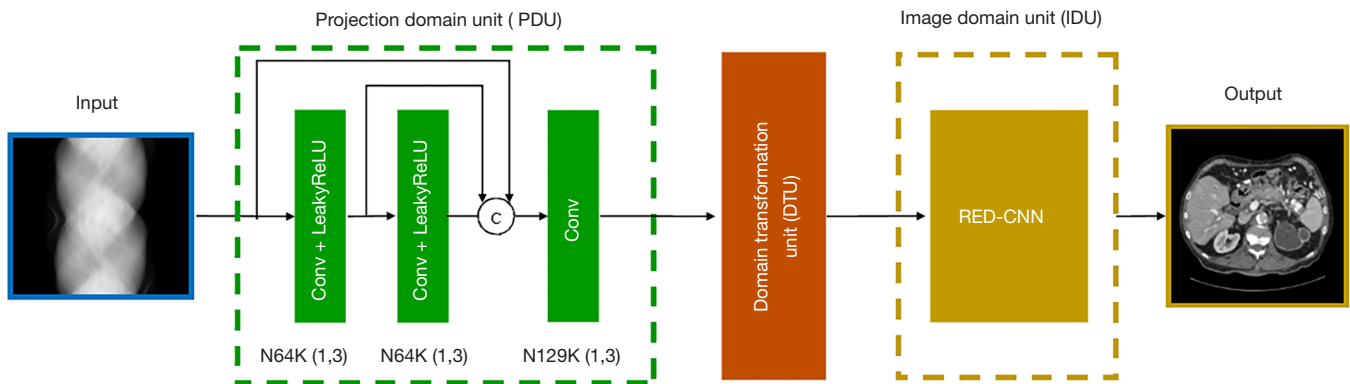 Projection domain unit ( PDU)
Image domain unit (IDU)
Input
Output
Conv + LeakyReLU
Conv + LeakyReLU
C
Conv
Domain transformation
unit (DTU)
RED-CNN
N64K (1,3)
N64K (1,3)
N129K (1,3)